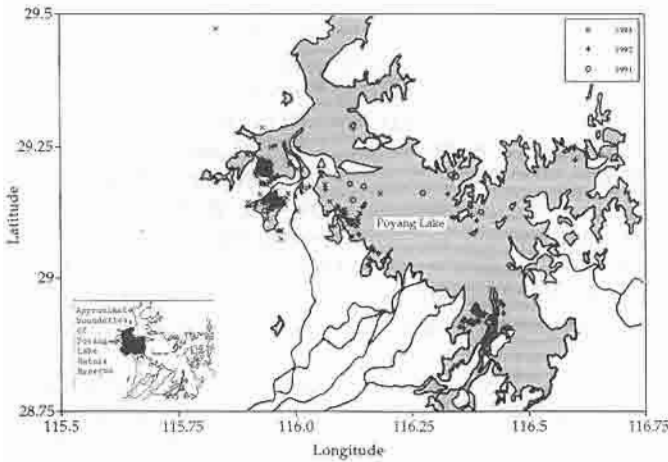 29.5
1993
1992
1991
29.25
Latitude
Poyang Lake
29
Approximate
boundaries
of
Poyang
Lake
Nature
Reserve
28.75
115.5
115.75
116.0
116.25
116.5
116.75
Longitude